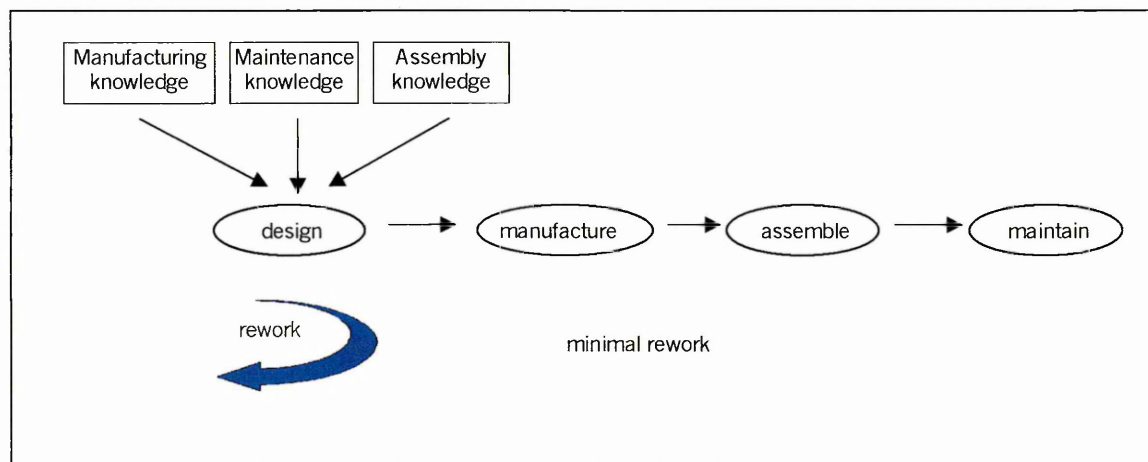 Manufacturing
knowledge
Maintenance
knowledge
Assembly
knowledge
design
manufacture
assemble
maintain
rework
minimal rework